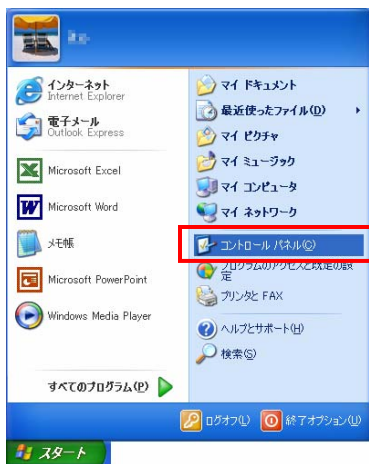 インターネット
Internet Explorer
電子メール
Outlook Express
Microsoft Excel
Microsoft Word
メモ帳
Microsoft PowerPoint
Windows Media Player
すべてのプログラム(P)
マイ ドキュメント
最近使ったファイル(D)
マイ ピクチャ
マイ ミュージック
マイ コンピュータ
マイ ネットワーク
コントロール パネル(C)
プログラムのアクセスと既定の設
定
プリンタと FAX
ヘルプとサポート(H)
検索(S)
ログオフ(L)
終了オプション(U)
スタート